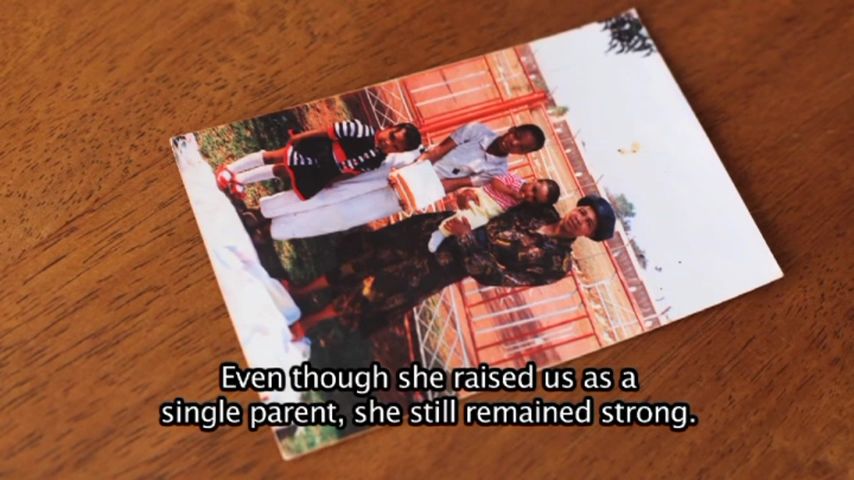 Even though she raised us as a
single parent, she still remained strong.